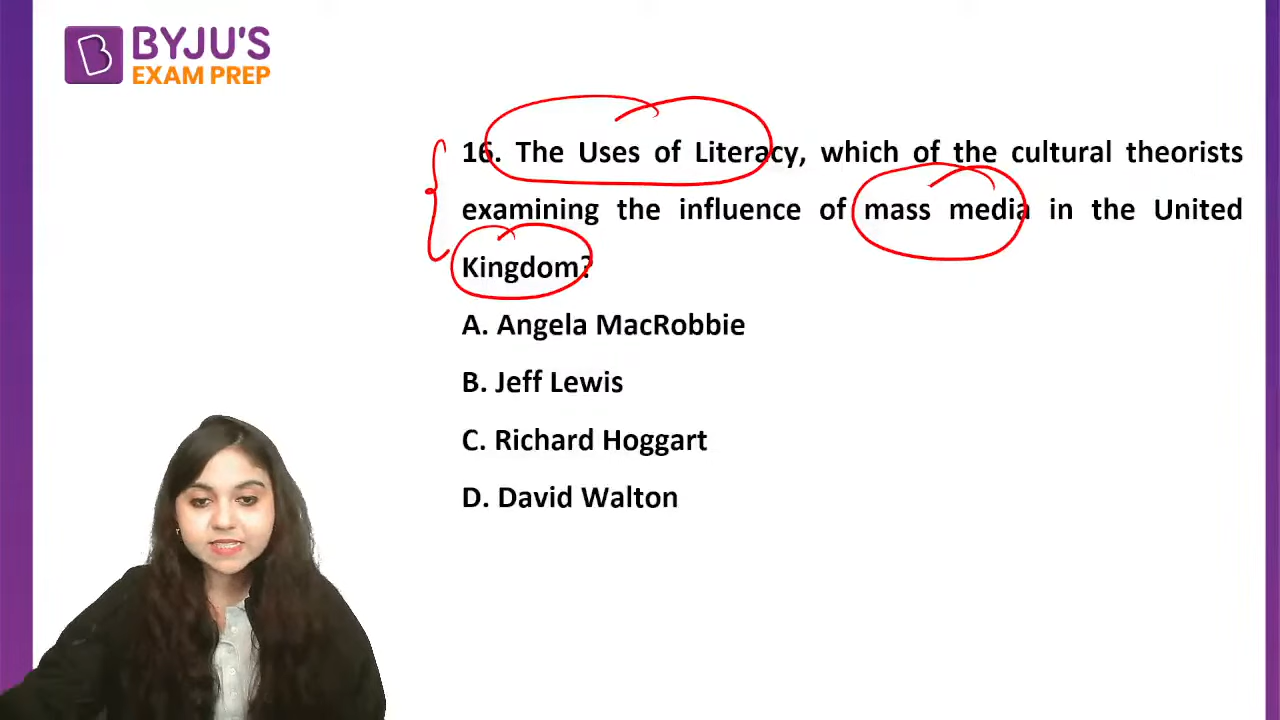 BYJU'S
EXAM PREP
16. The Uses of Literacy, which of the cultural theorists
examining the influence of mass media in the United
Kingdom?
A. Angela MacRobbie
B. Jeff Lewis
C. Richard Hoggart
D. David Walton